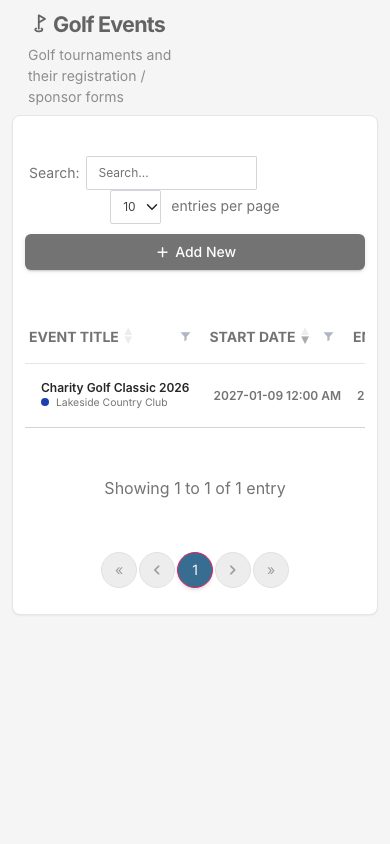 Golf Events
Golf tournaments and
their registration /
sponsor forms
Search: Search...
10 entries per page
+ Add New
EVENT TITLE START DATE
Charity Golf Classic 2026
Lakeside Country Club
2027-01-09 12:00 AM 2
Showing 1 to 1 of 1 entry
« ‹ 1 › »